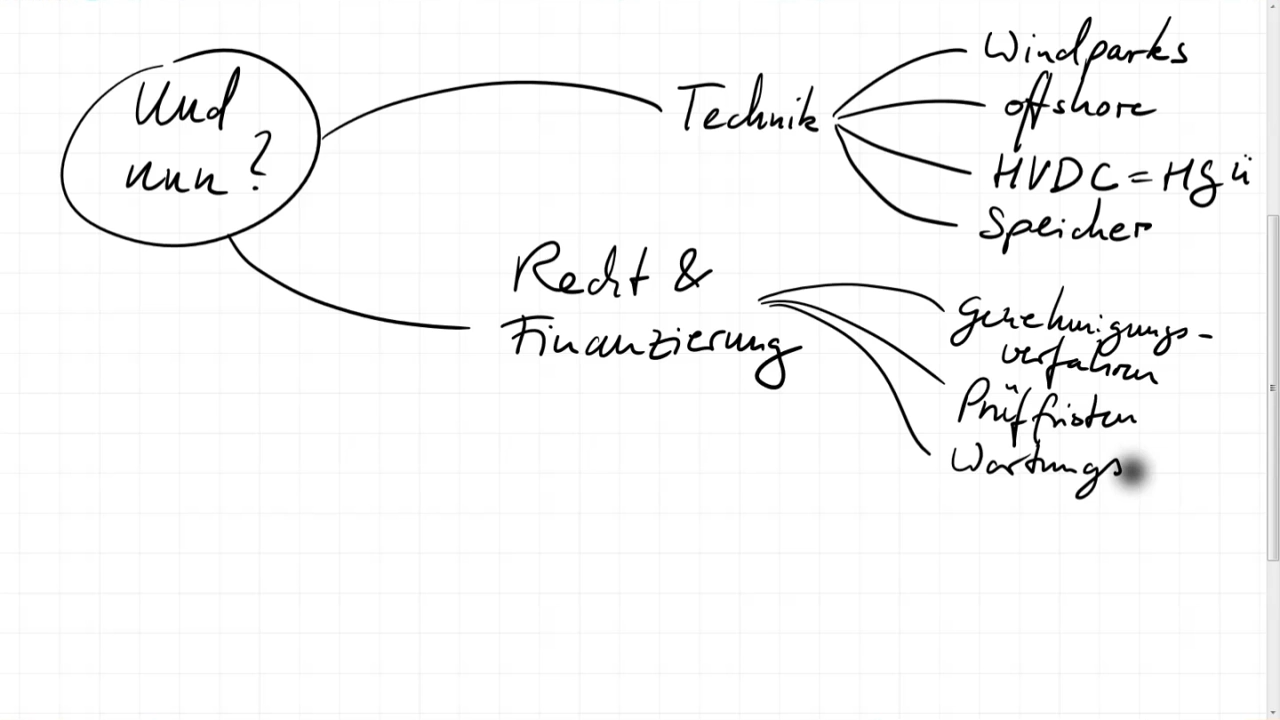 Und
nun?
Technik
Windparks
offshore
HVDC = HGÜ
Speicher
Recht &
Finanzierung
Genehmigungs-
verfahren
Prüffristen
Wartungs